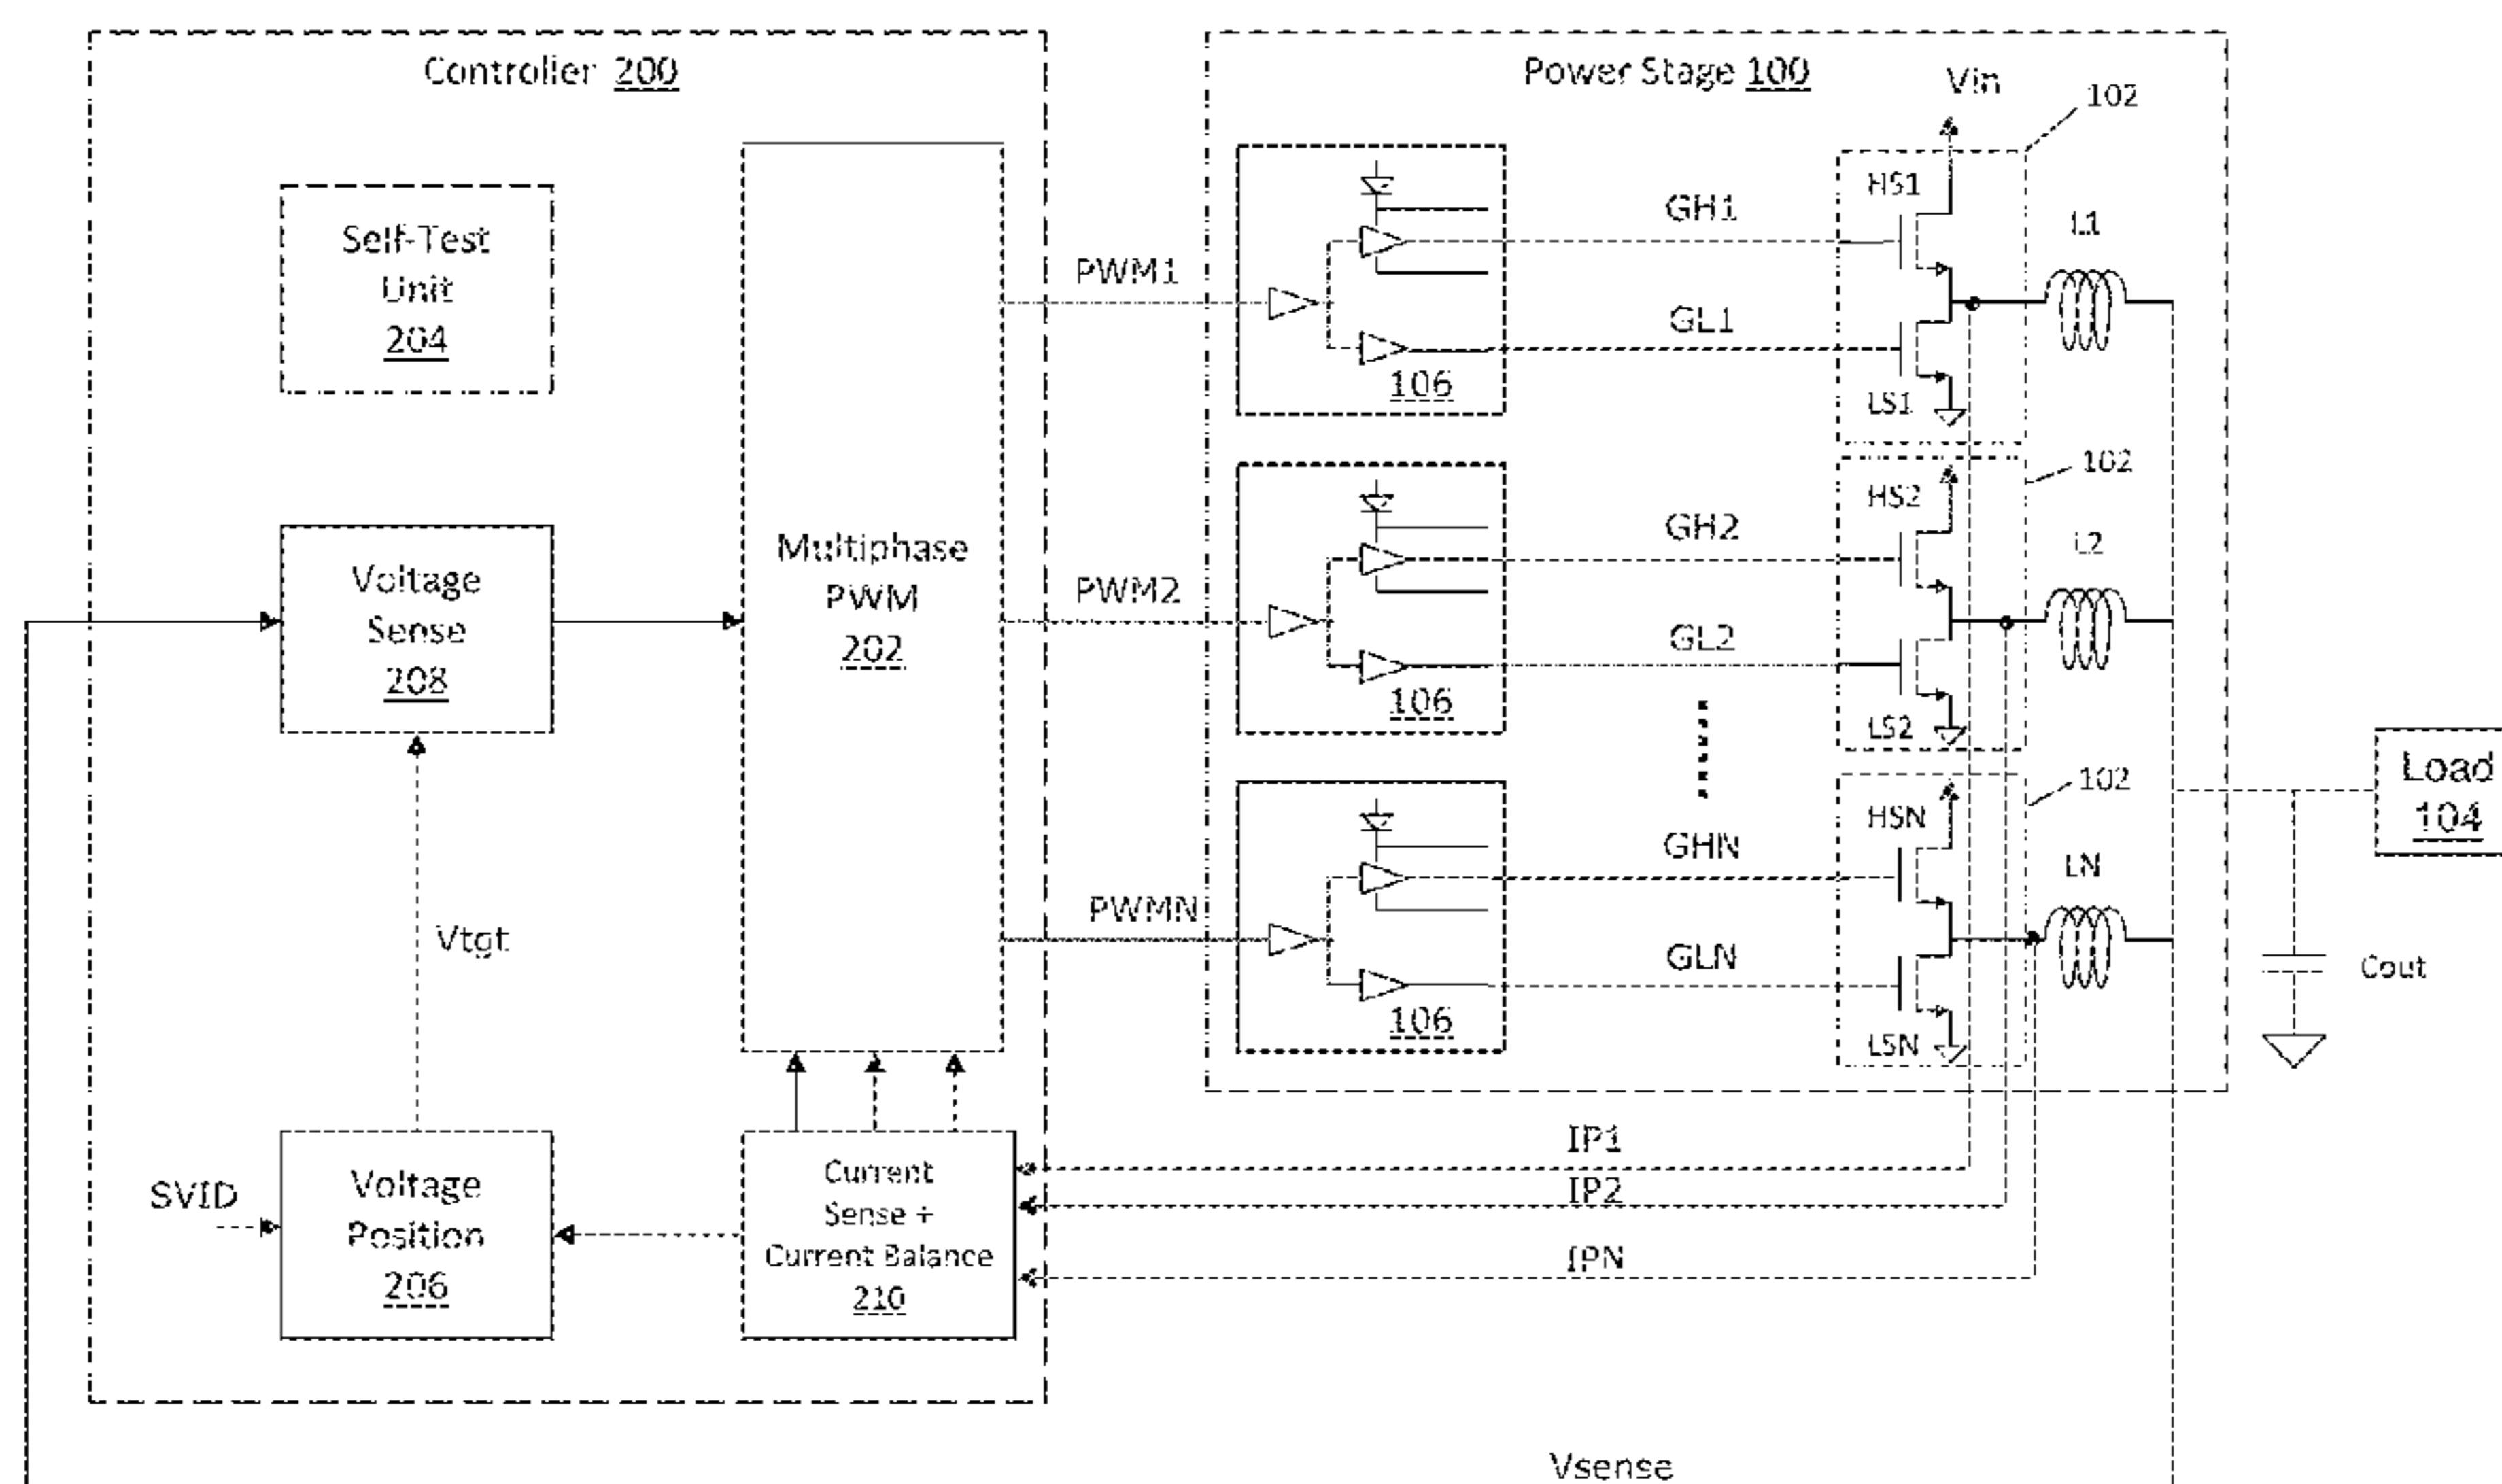 Controller 200
Self-Test
Unit
204
Voltage
Sense
208
Vtgt
SVID
Voltage
Position
206
Multiphase
PWM
202
Current
Sense +
Current Balance
210
PWM1
PWM2
PWMN
Power Stage 100
Vin
102
106
GH1
GL1
HS1
LS1
L1
106
GH2
GL2
HS2
LS2
102
L2
106
GHN
GLN
HSN
LSN
102
LN
Load
104
Cout
IP1
IP2
IPN
Vsense